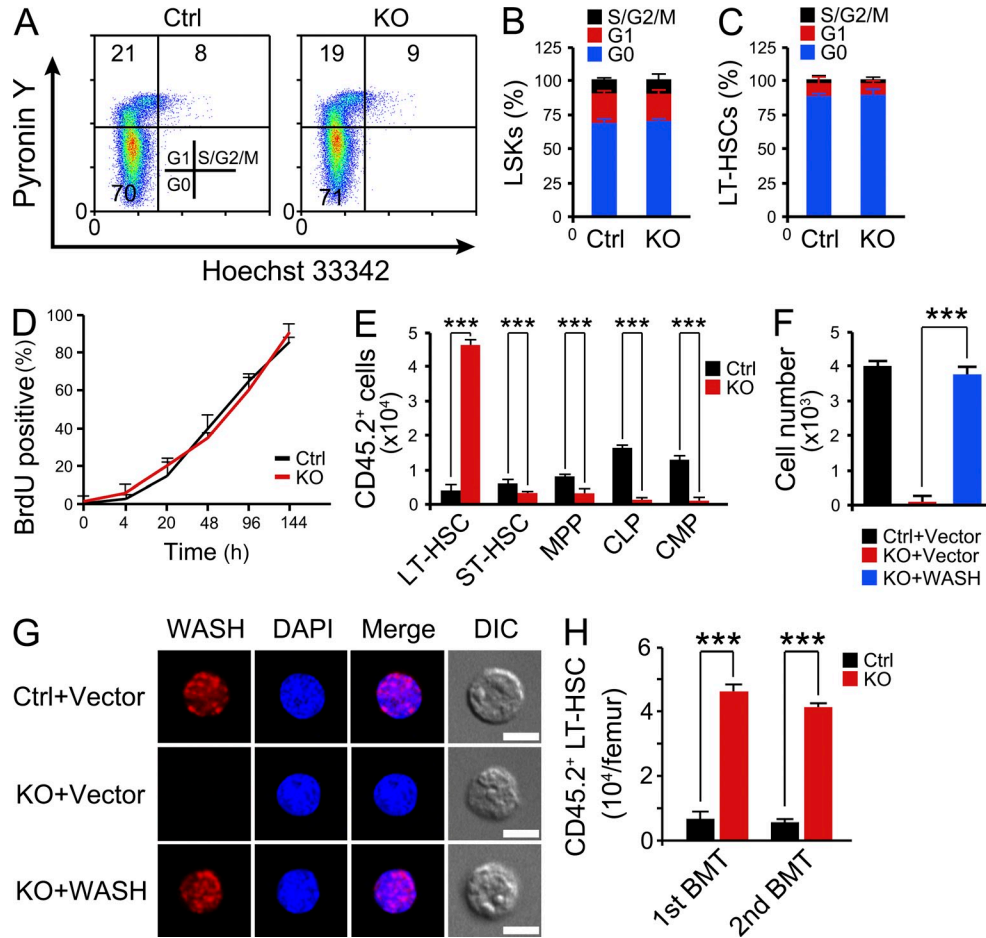 A
Ctrl
KO
Pyronin Y
21
8
70
G1
S/G2/M
G0
0
0
19
9
71
0
0
Hoechst 33342
B
S/G2/M
G1
G0
LSKs (%)
125
100
75
50
25
0
Ctrl
KO
C
S/G2/M
G1
G0
LT-HSCs (%)
125
100
75
50
25
0
Ctrl
KO
D
BrdU positive (%)
100
80
60
40
20
0
0
4
20
48
96
144
Time (h)
Ctrl
KO
E
CD45.2+ cells
(x10⁴)
5
4
3
2
1
0
***
***
***
***
***
Ctrl
KO
LT-HSC
ST-HSC
MPP
CLP
CMP
F
Cell number
(x10³)
5
4
3
2
1
0
***
Ctrl+Vector
KO+Vector
KO+WASH
G
WASH
DAPI
Merge
DIC
Ctrl+Vector
KO+Vector
KO+WASH
H
CD45.2+ LT-HSC
(10⁴/femur)
6
4
2
0
***
***
Ctrl
KO
1st BMT
2nd BMT